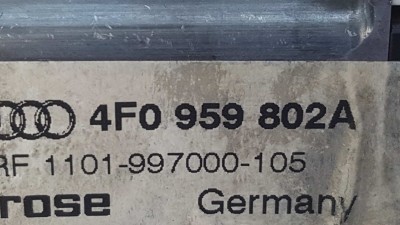 4F0 959 802A
RF 1101-997000-105
rose Germany